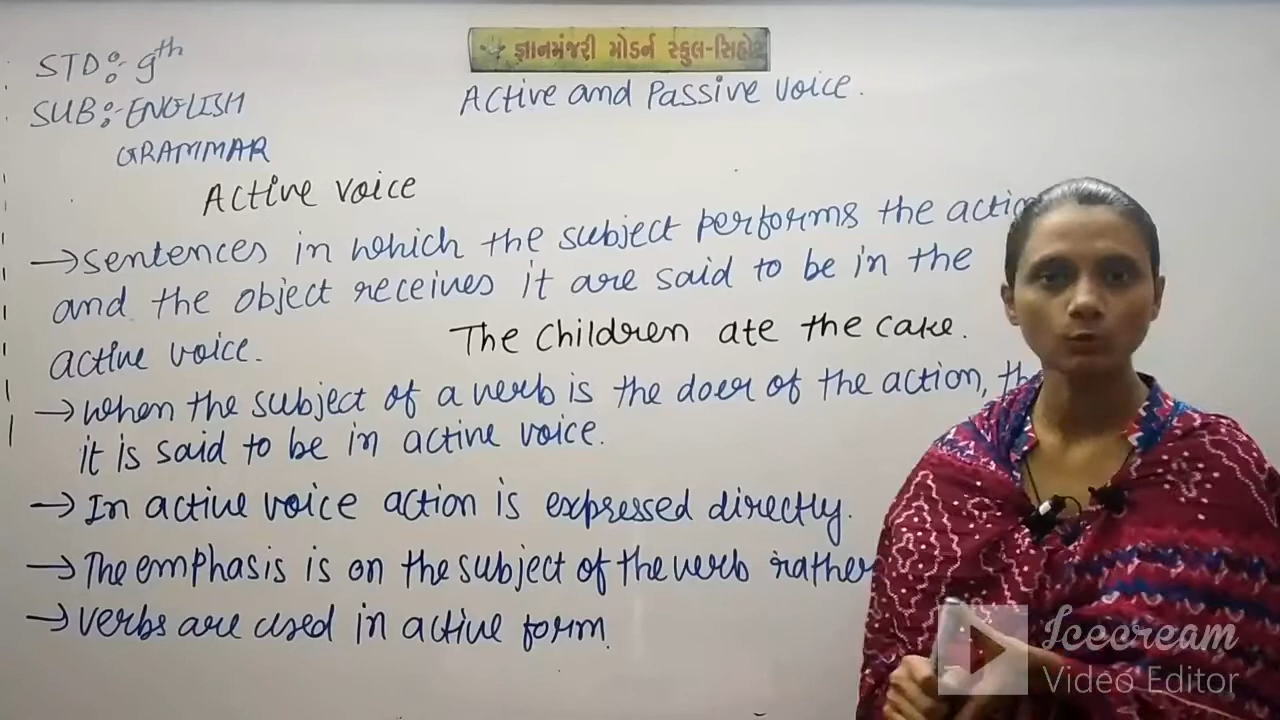 STD:- 9th
SUB:- ENGLISH
GRAMMAR
જ્ઞાનમંજરી મોડર્ન સ્કુલ-સિહોર
Active and Passive voice.
Active voice
→ sentences in which the subject performs the action
and the object receives it are said to be in the
active voice.
The children ate the cake.
→ when the subject of a verb is the doer of the action,
it is said to be in active voice.
→ In active voice action is expressed directly.
→ The emphasis is on the subject of the verb rather
→ verbs are used in active form.
Icecream
Video Editor